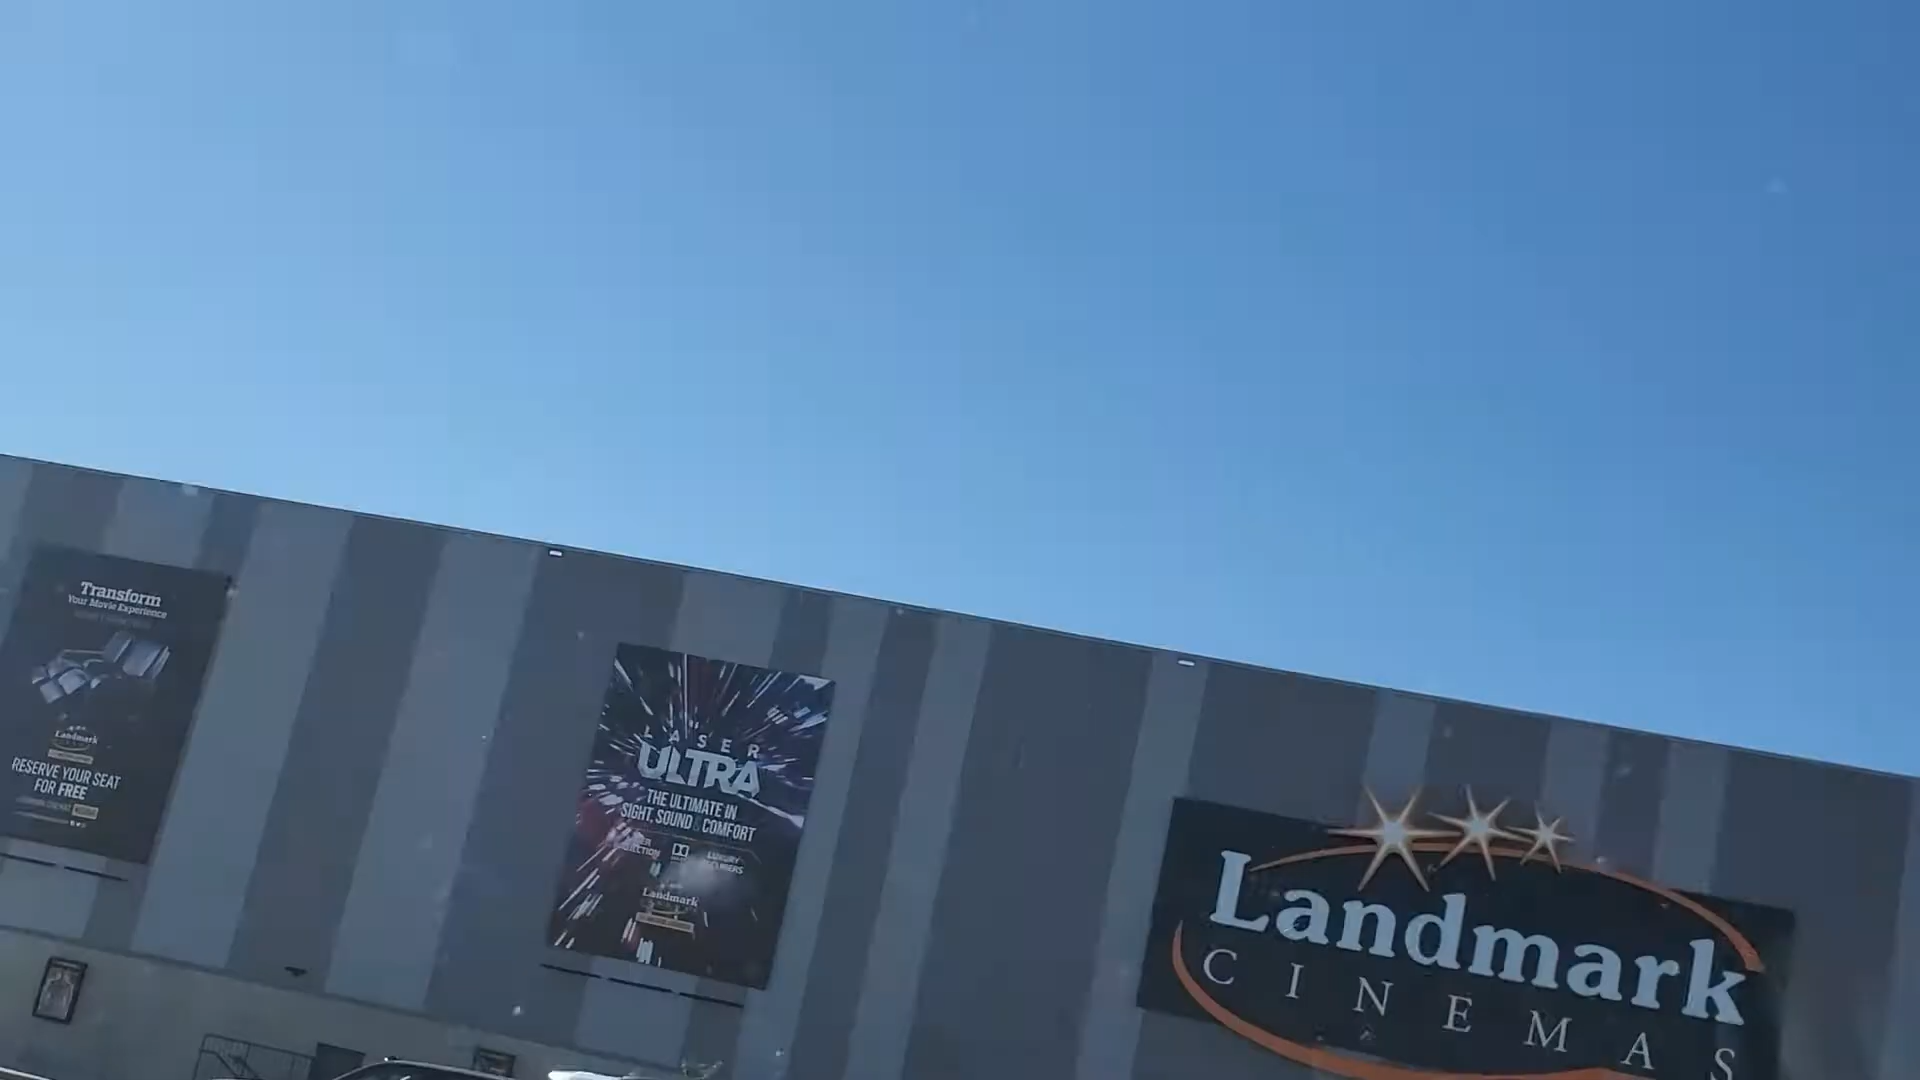 Transform
Your Movie Experience
Landmark
RESERVE YOUR SEAT
FOR FREE
LASER
ULTRA
THE ULTIMATE IN
SIGHT, SOUND & COMFORT
LUXURY
Landmark
Landmark
CINEMAS